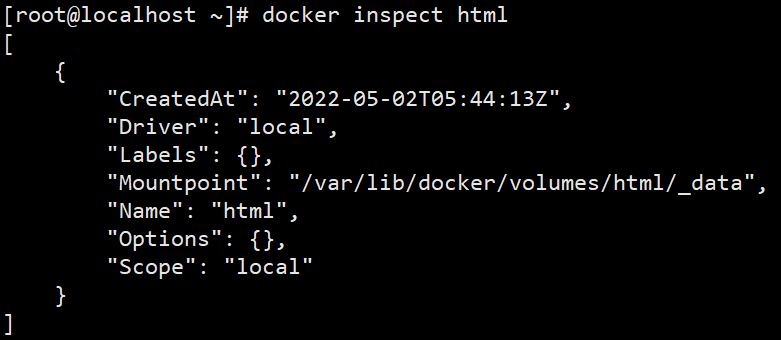 [root@localhost ~]# docker inspect html
[
    {
        "CreatedAt": "2022-05-02T05:44:13Z",
        "Driver": "local",
        "Labels": {},
        "Mountpoint": "/var/lib/docker/volumes/html/_data",
        "Name": "html",
        "Options": {},
        "Scope": "local"
    }
]